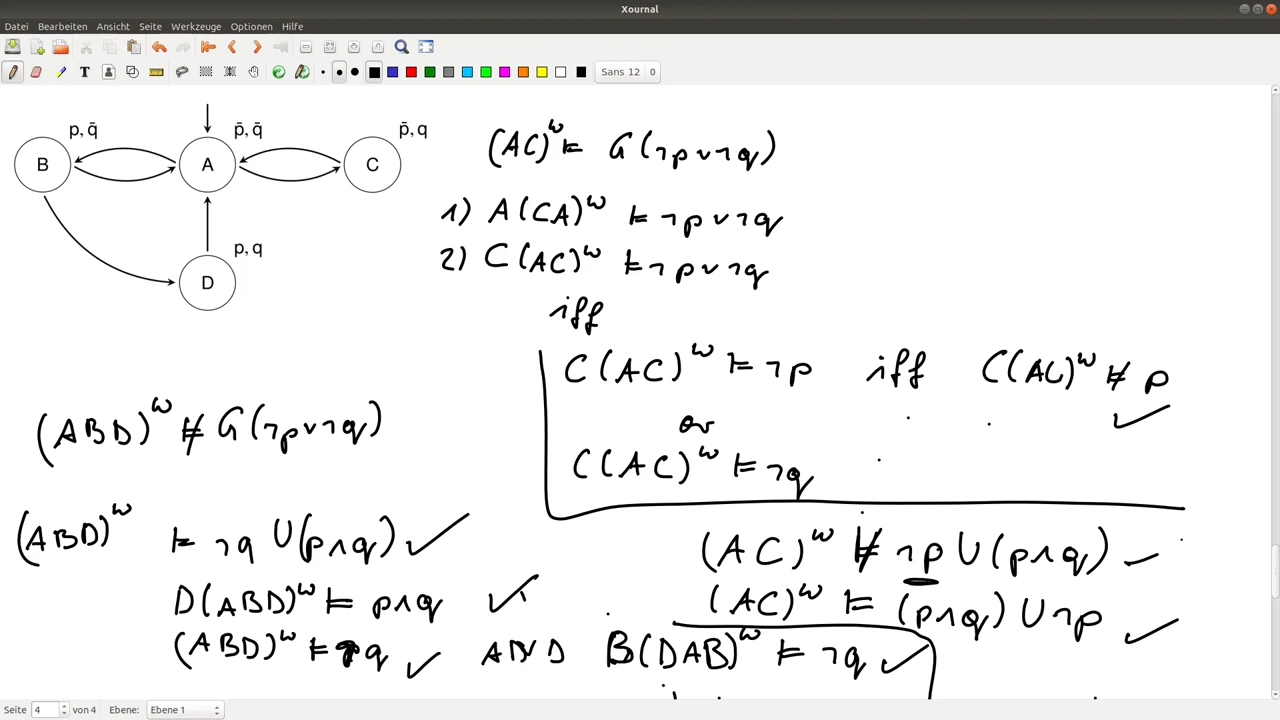 Xournal
Datei Bearbeiten Ansicht Seite Werkzeuge Optionen Hilfe
T Sans 12 0
p, q̄ p̄, q̄ p̄, q
B A C
p, q
D
(AC)^ω ⊨ G(¬p∨¬q)
1) A(CA)^ω ⊨ ¬p∨¬q
2) C(AC)^ω ⊨ ¬p∨¬q
iff
C(AC)^ω ⊨ ¬p iff C(AC)^ω ⊭ p ✓
or
C(AC)^ω ⊨ ¬q
(ABD)^ω ⊭ G(¬p∨¬q)
(ABD)^ω ⊨ ¬q U(p∧q) ✓
D(ABD)^ω ⊨ p∧q ✓
(ABD)^ω ⊨ ¬q ✓ AND B(DAB)^ω ⊨ ¬q ✓
(AC)^ω ⊭ ¬p U(p∧q) ✓
(AC)^ω ⊨ (p∧q) U ¬p ✓
Seite 4 von 4 Ebene: Ebene 1